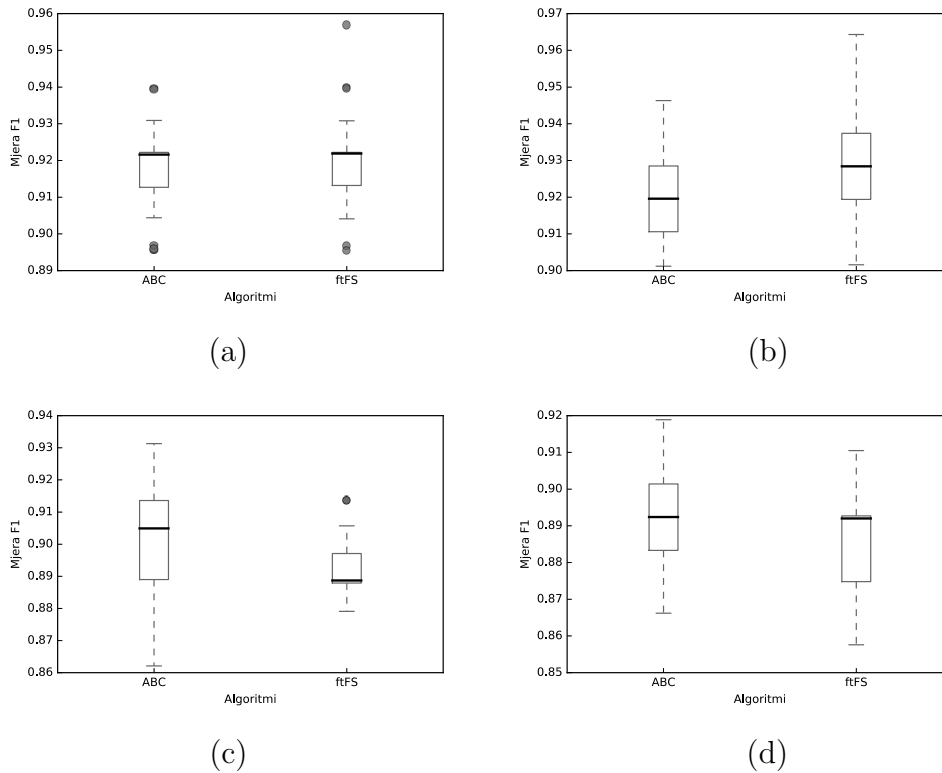 0.96
0.95
0.94
0.93
0.92
0.91
0.90
0.89
Mjera F1
ABC
ftFS
Algoritmi
(a)
0.97
0.96
0.95
0.94
0.93
0.92
0.91
0.90
Mjera F1
ABC
ftFS
Algoritmi
(b)
0.94
0.93
0.92
0.91
0.90
0.89
0.88
0.87
0.86
Mjera F1
ABC
ftFS
Algoritmi
(c)
0.92
0.91
0.90
0.89
0.88
0.87
0.86
0.85
Mjera F1
ABC
ftFS
Algoritmi
(d)